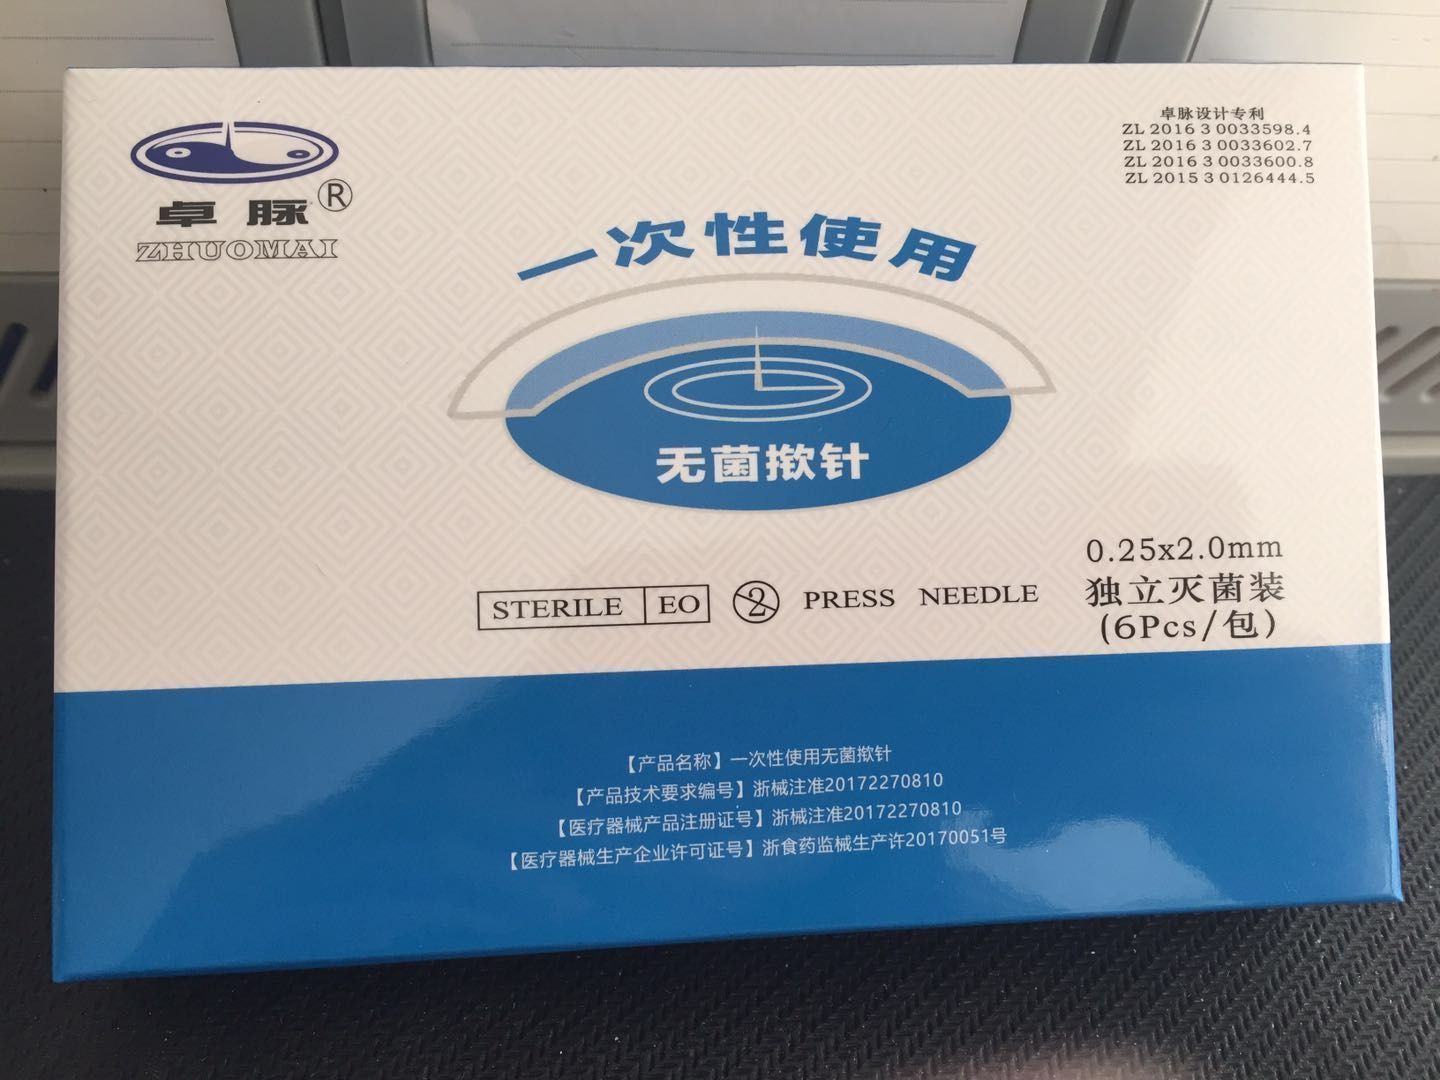 卓脉®
ZHUOMAI
卓脉设计专利
ZL 2016 3 0033598.4
ZL 2016 3 0033602.7
ZL 2016 3 0033600.8
ZL 2015 3 0126444.5
一次性使用
无菌揿针
0.25x2.0mm
独立灭菌装
(6Pcs/包)
STERILE EO 2 PRESS NEEDLE
【产品名称】一次性使用无菌揿针
【产品技术要求编号】浙械注准20172270810
【医疗器械产品注册证号】浙械注准20172270810
【医疗器械生产企业许可证号】浙食药监械生产许20170051号